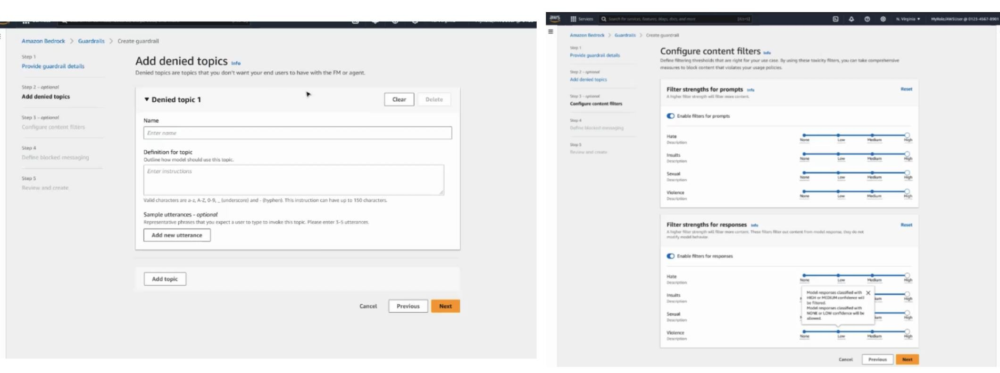 Amazon Bedrock > Guardrails > Create guardrail
Step 1
Provide guardrail details
Step 2 – optional
Add denied topics
Step 3 – optional
Configure content filters
Step 4
Define blocked messaging
Step 5
Review and create
Add denied topics Info
Denied topics are topics that you don't want your end users to have with the FM or agent.
▼ Denied topic 1
Clear
Delete
Name
Enter name
Definition for topic
Outline how model should use this topic.
Enter instructions
Valid characters are a-z, A-Z, 0-9, _ (underscore) and - (hyphen). This instruction can have up to 150 characters.
Sample utterances - optional
Representative phrases that you expect a user to type to invoke this topic. Please enter 3-5 utterances.
Add new utterance
Add topic
Cancel
Previous
Next
aws
Services
Search for services, features, blogs, docs, and more
[Alt+S]
N. Virginia ▼
MyRole/AWSUser @ 0123-4567-8901
Amazon Bedrock > Guardrails > Create guardrail
Step 1
Provide guardrail details
Step 2 – optional
Add denied topics
Step 3 – optional
Configure content filters
Step 4
Define blocked messaging
Step 5
Review and create
Configure content filters Info
Define filtering thresholds that are right for your use case. By using these toxicity filters, you can take comprehensive
measures to block content that violates your usage policies.
Filter strengths for prompts Info
Reset
A higher filter strength will filter more content.
Enable filters for prompts
Hate
Description
None Low Medium High
Insults
Description
None Low Medium High
Sexual
Description
None Low Medium High
Violence
Description
None Low Medium High
Filter strengths for responses Info
Reset
A higher filter strength will filter more content. These filters filter out content from model response, they do not
modify model behavior.
Enable filters for responses
Hate
Description
None Low Medium High
Insults
Description
High
Sexual
Description
High
Model responses classified with
HIGH or MEDIUM confidence will
be filtered.
Model responses classified with
NONE or LOW confidence will be
allowed.
Violence
Description
None Low Medium High
Cancel
Previous
Next